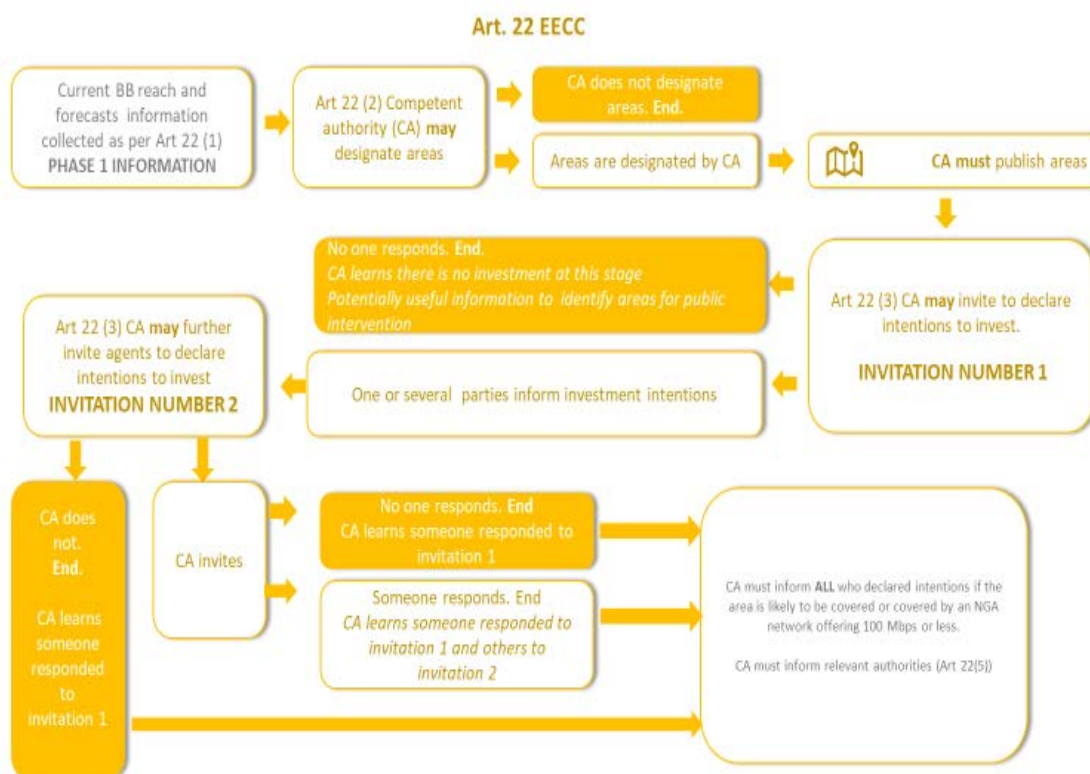 Art. 22 EECC
Current BB reach and
forecasts information
collected as per Art 22 (1)
PHASE 1 INFORMATION
Art 22 (2) Competent
authority (CA) may
designate areas
CA does not designate
areas. End.
Areas are designated by CA
CA must publish areas
No one responds. End.
CA learns there is no investment at this stage
Potentially useful information to identify areas for public
intervention
Art 22 (3) CA may invite to declare
intentions to invest.
INVITATION NUMBER 1
Art 22 (3) CA may further
invite agents to declare
intentions to invest
INVITATION NUMBER 2
One or several parties inform investment intentions
CA does
not.
End.
CA learns
someone
responded
to
invitation 1
CA invites
No one responds. End
CA learns someone responded to
invitation 1
Someone responds. End
CA learns someone responded to
invitation 1 and others to
invitation 2
CA must inform ALL who declared intentions if the
area is likely to be covered or covered by an NGA
network offering 100 Mbps or less.
CA must inform relevant authorities (Art 22(5))